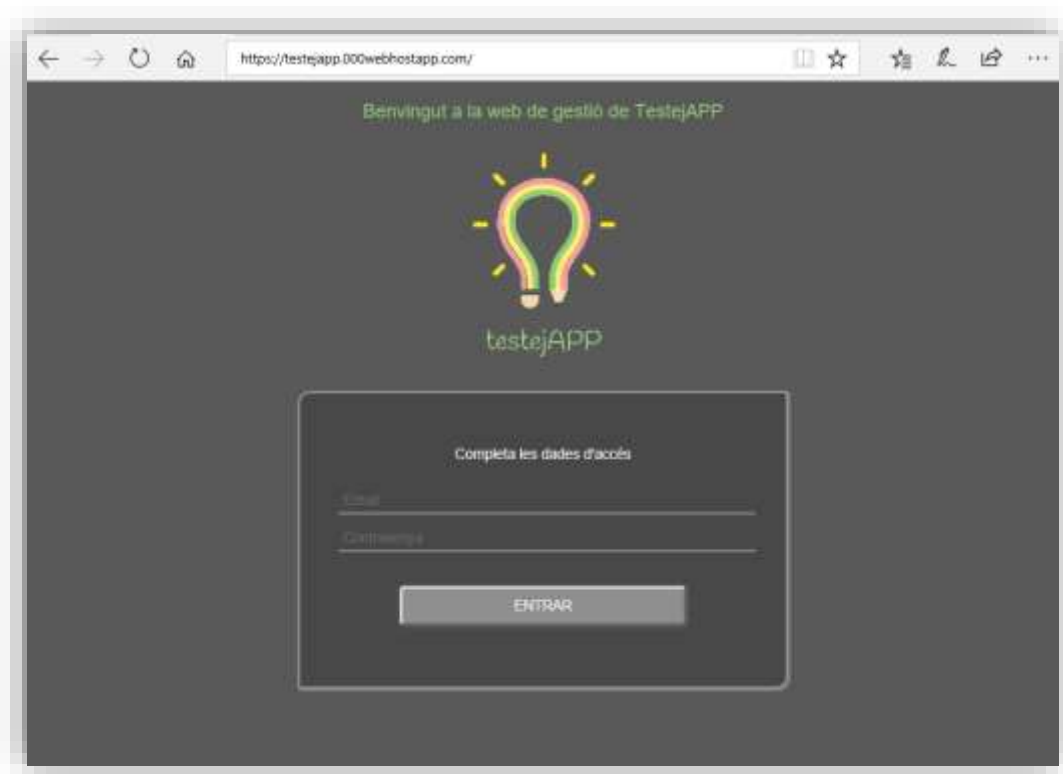 https://testejapp.000webhostapp.com/
Benvingut a la web de gestió de TestejAPP
testejAPP
Completa les dades d'accés
Email
Contrasenya
ENTRAR